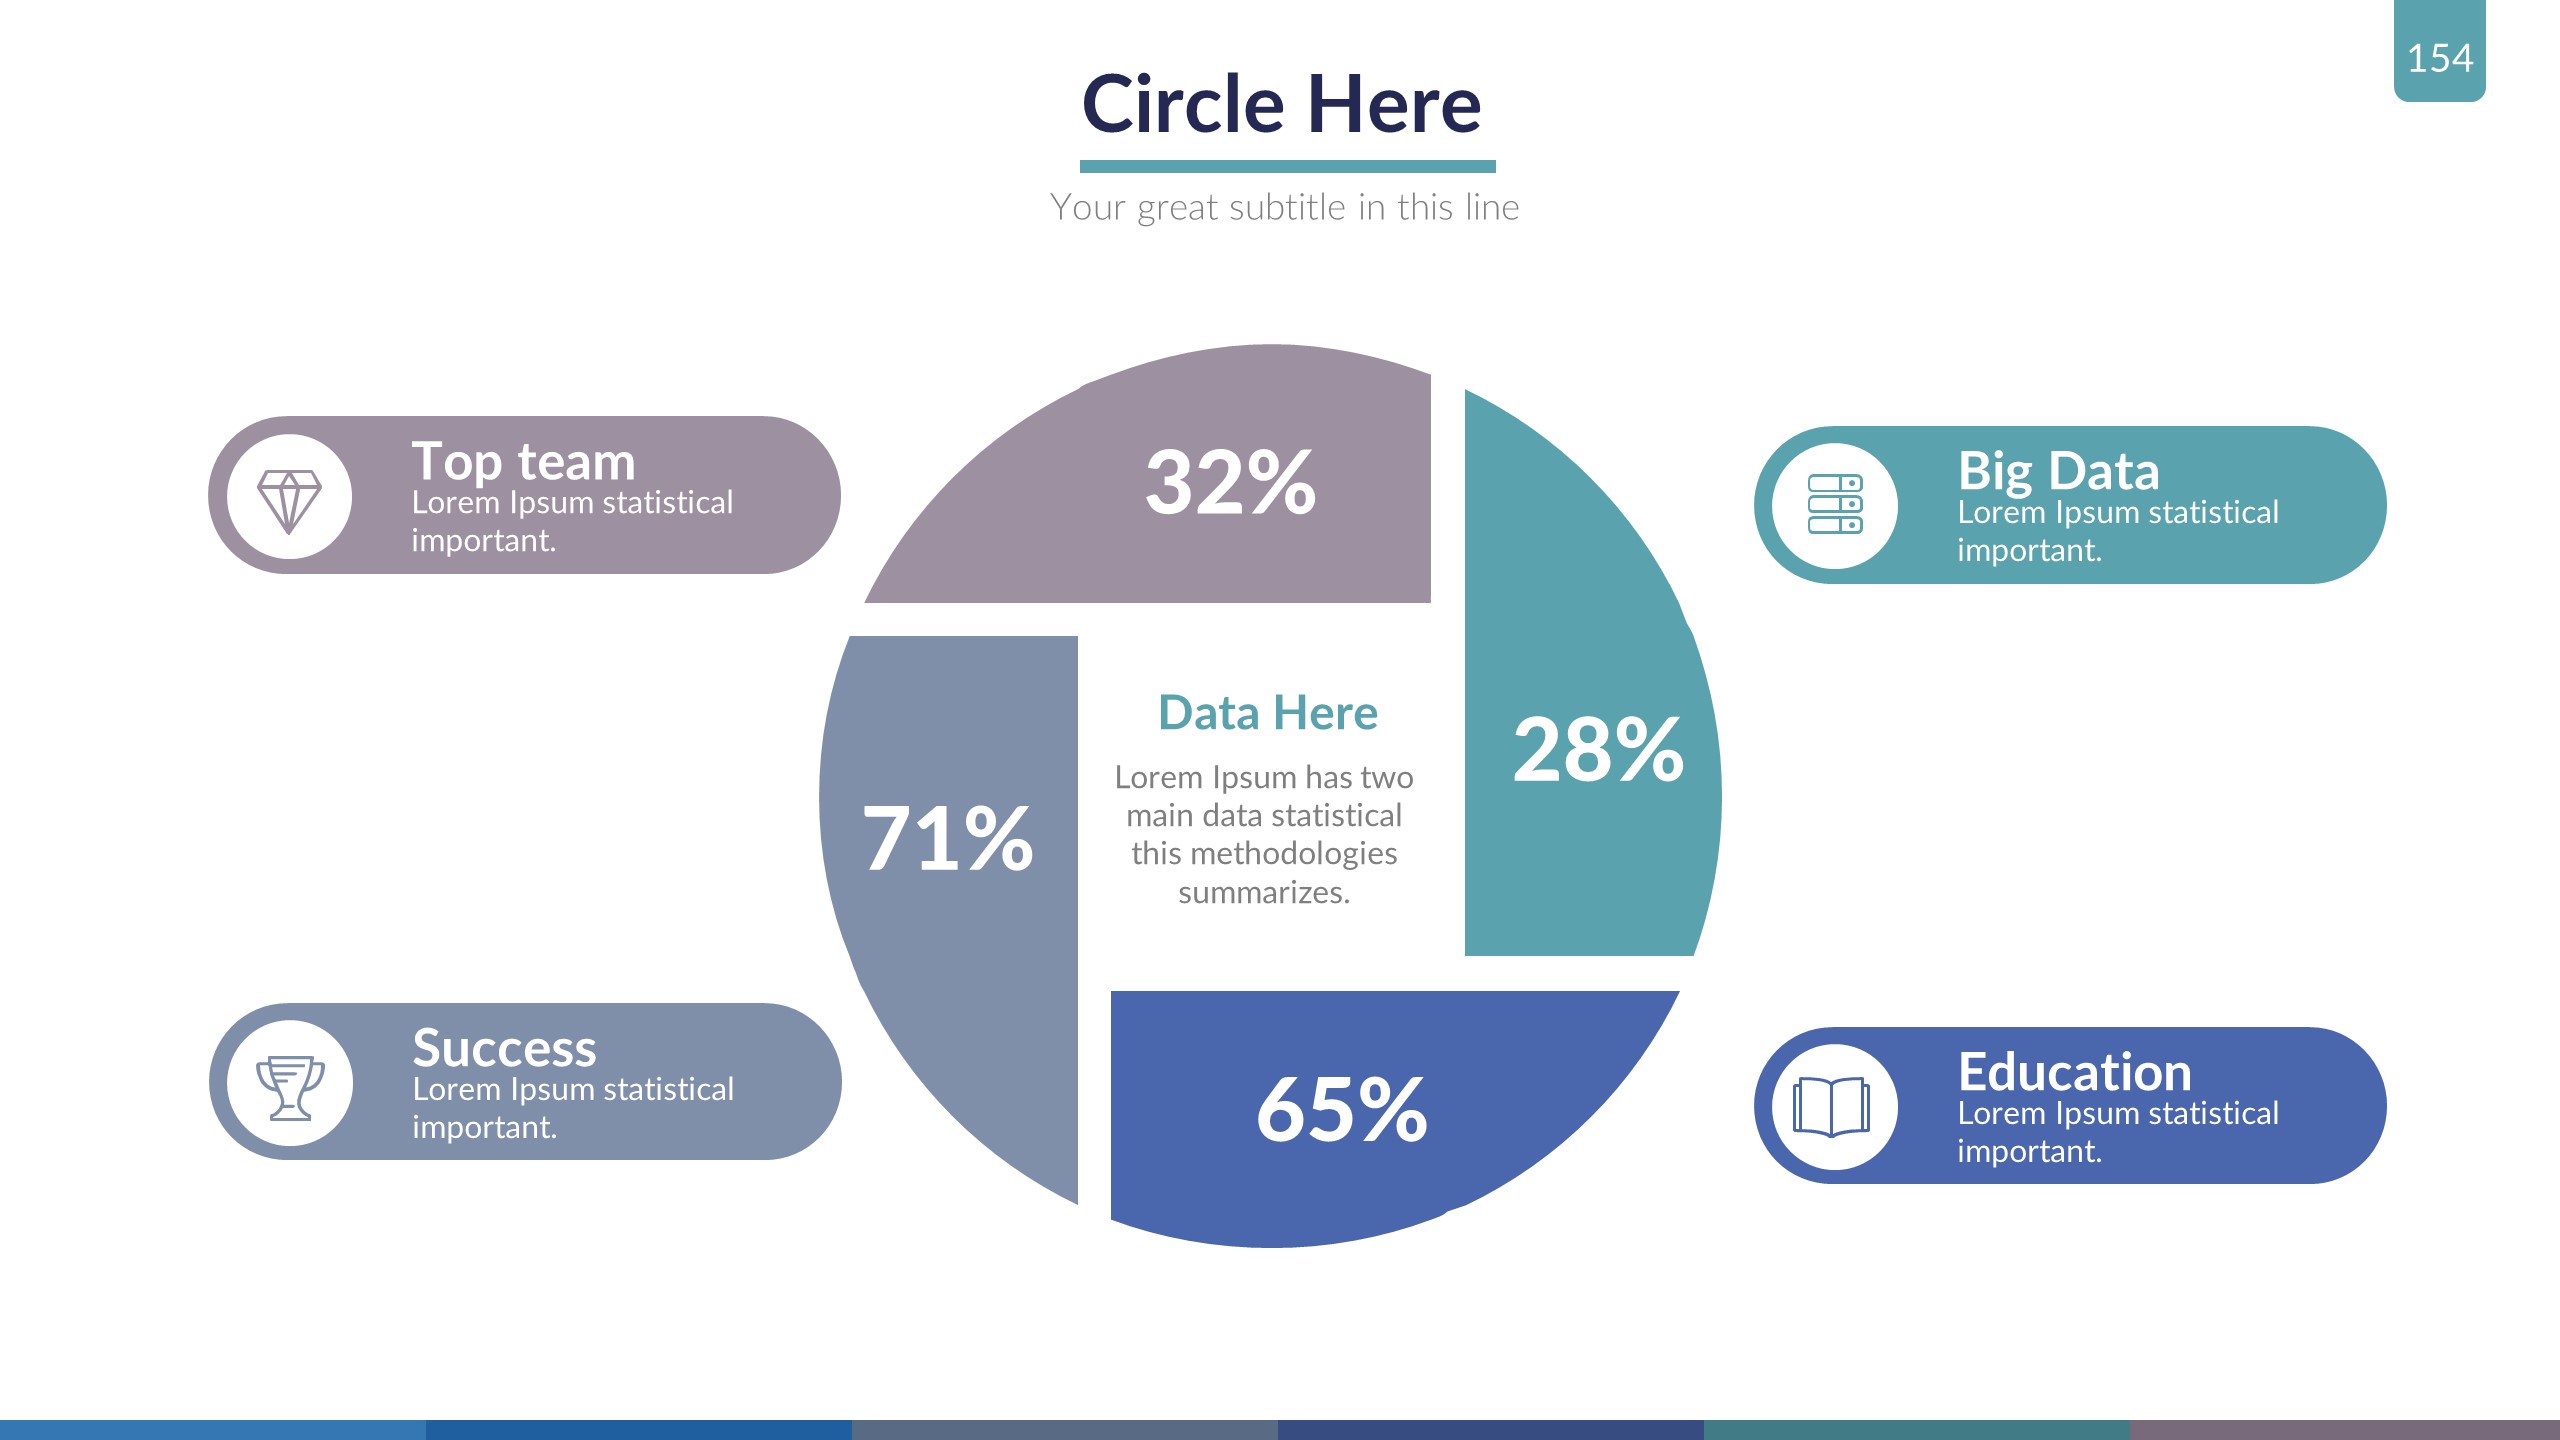 154
Circle Here
Your great subtitle in this line
Top team
Lorem Ipsum statistical
important.
32%
Big Data
Lorem Ipsum statistical
important.
28%
Data Here
Lorem Ipsum has two
main data statistical
this methodologies
summarizes.
71%
Success
Lorem Ipsum statistical
important.
65%
Education
Lorem Ipsum statistical
important.